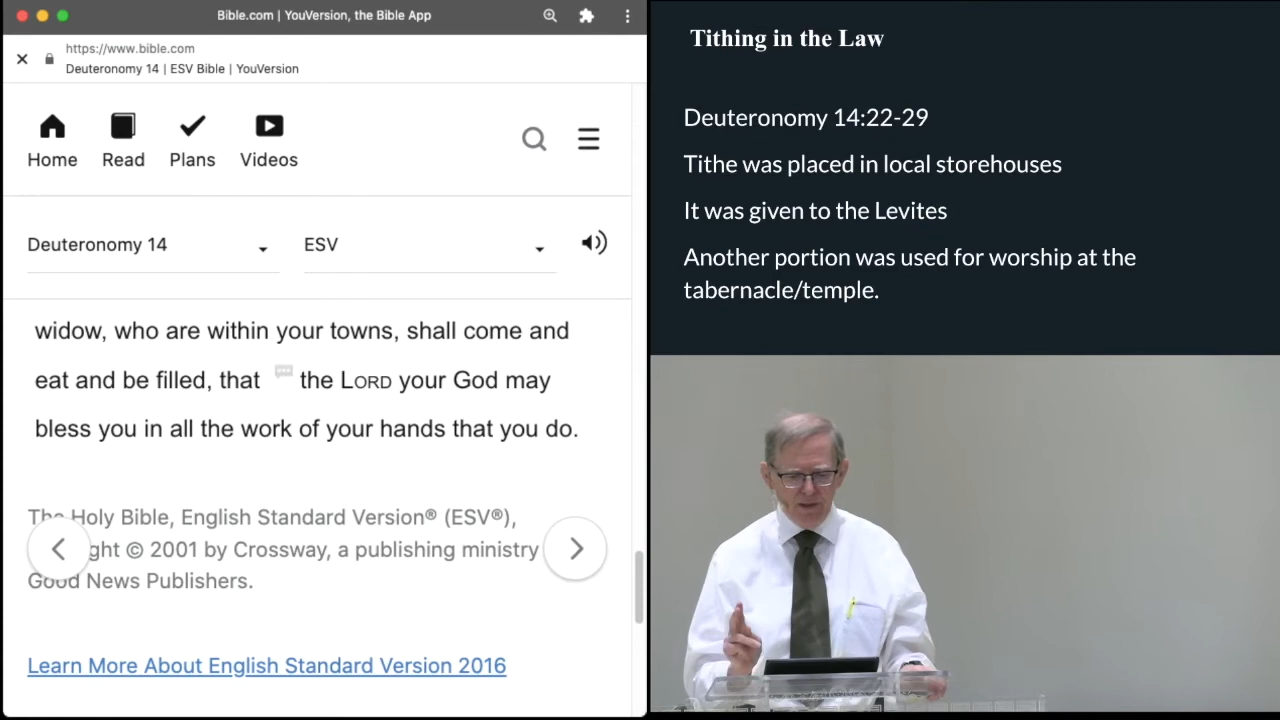 Bible.com | YouVersion, the Bible App
https://www.bible.com
Deuteronomy 14 | ESV Bible | YouVersion
Home Read Plans Videos
Deuteronomy 14 ESV
widow, who are within your towns, shall come and
eat and be filled, that the LORD your God may
bless you in all the work of your hands that you do.
The Holy Bible, English Standard Version® (ESV®),
© 2001 by Crossway, a publishing ministry
Good News Publishers.
Learn More About English Standard Version 2016
Tithing in the Law
Deuteronomy 14:22-29
Tithe was placed in local storehouses
It was given to the Levites
Another portion was used for worship at the
tabernacle/temple.